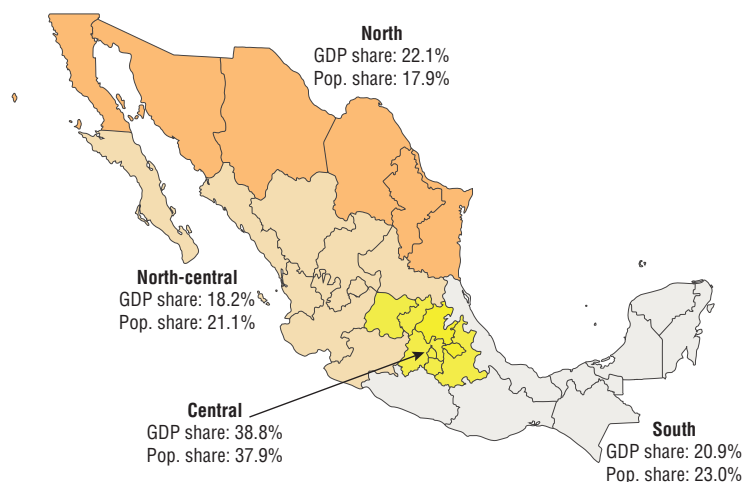 North
GDP share: 22.1%
Pop. share: 17.9%
North-central
GDP share: 18.2%
Pop. share: 21.1%
Central
GDP share: 38.8%
Pop. share: 37.9%
South
GDP share: 20.9%
Pop. share: 23.0%